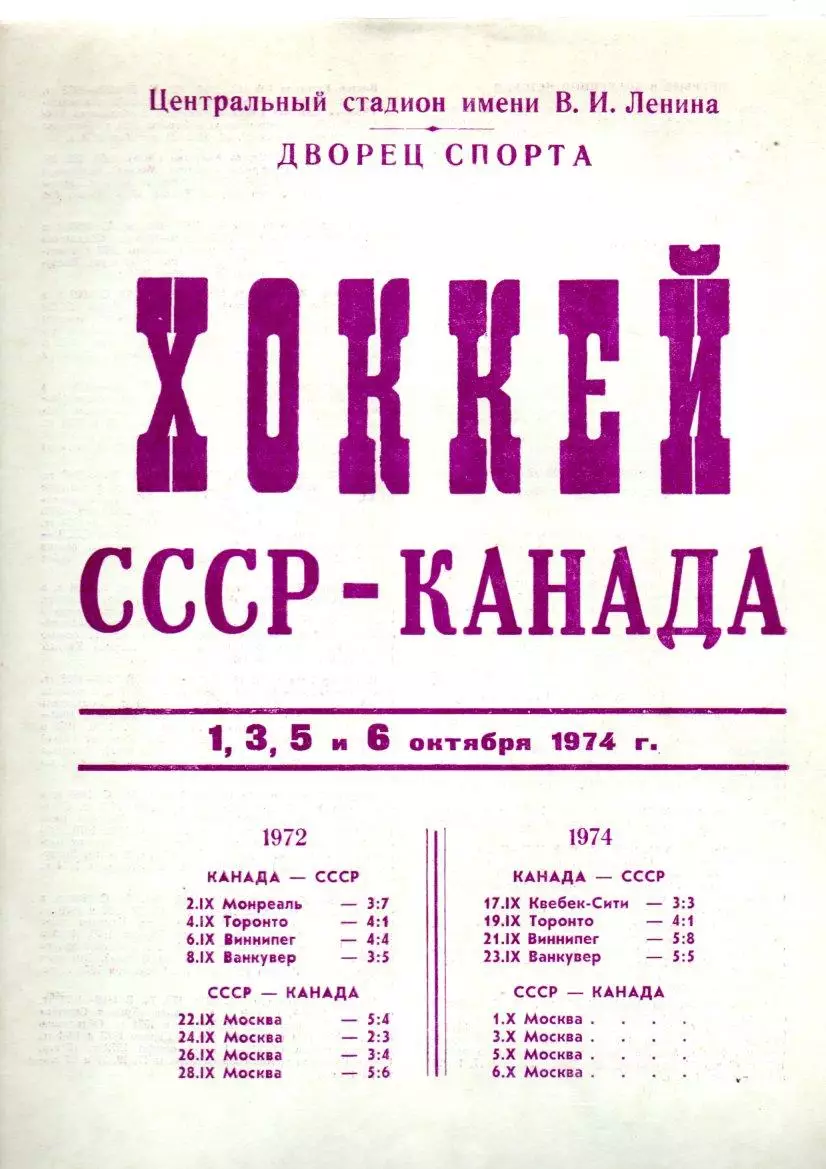 Центральный стадион имени В. И. Ленина
ДВОРЕЦ СПОРТА
ХОККЕЙ
СССР - КАНАДА
1, 3, 5 и 6 октября 1974 г.
1972
КАНАДА — СССР
2.IX Монреаль — 3:7
4.IX Торонто — 4:1
6.IX Виннипег — 4:4
8.IX Ванкувер — 3:5
СССР — КАНАДА
22.IX Москва — 5:4
24.IX Москва — 2:3
26.IX Москва — 3:4
28.IX Москва — 5:6
1974
КАНАДА — СССР
17.IX Квебек-Сити — 3:3
19.IX Торонто — 4:1
21.IX Виннипег — 5:8
23.IX Ванкувер — 5:5
СССР — КАНАДА
1.X Москва . . . .
3.X Москва . . . .
5.X Москва . . . .
6.X Москва . . . .